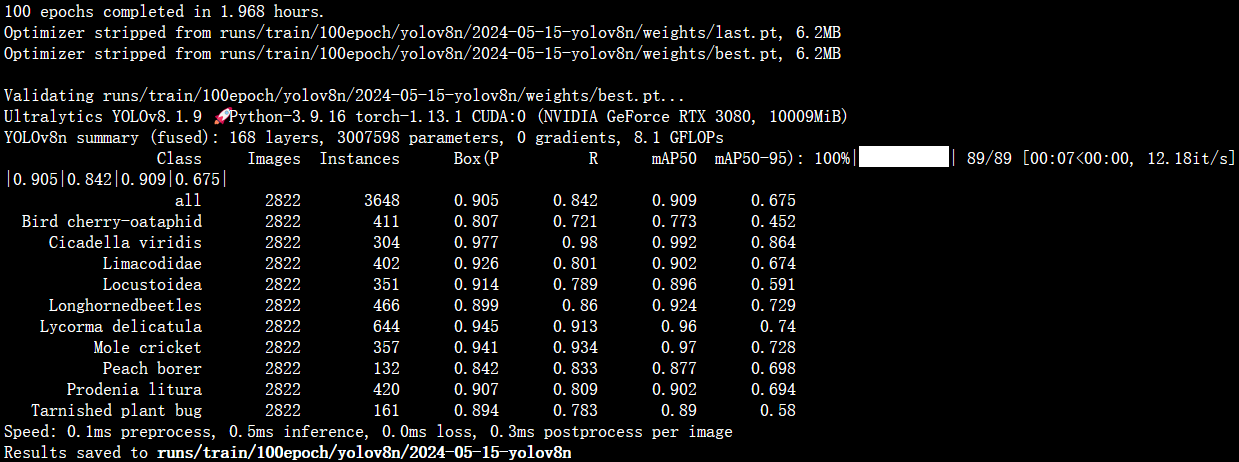 100 epochs completed in 1.968 hours.
Optimizer stripped from runs/train/100epoch/yolov8n/2024-05-15-yolov8n/weights/last.pt, 6.2MB
Optimizer stripped from runs/train/100epoch/yolov8n/2024-05-15-yolov8n/weights/best.pt, 6.2MB
Validating runs/train/100epoch/yolov8n/2024-05-15-yolov8n/weights/best.pt...
Ultralytics YOLOv8.1.9 🚀Python-3.9.16 torch-1.13.1 CUDA:0 (NVIDIA GeForce RTX 3080, 10009MiB)
YOLOv8n summary (fused): 168 layers, 3007598 parameters, 0 gradients, 8.1 GFLOPs
Class Images Instances Box(P R mAP50 mAP50-95): 100%|██████████| 89/89 [00:07<00:00, 12.18it/s]
|0.905|0.842|0.909|0.675|
all 2822 3648 0.905 0.842 0.909 0.675
Bird cherry-oataphid 2822 411 0.807 0.721 0.773 0.452
Cicadella viridis 2822 304 0.977 0.98 0.992 0.864
Limacodidae 2822 402 0.926 0.801 0.902 0.674
Locustoidea 2822 351 0.914 0.789 0.896 0.591
Longhornedbeetles 2822 466 0.899 0.86 0.924 0.729
Lycorma delicatula 2822 644 0.945 0.913 0.96 0.74
Mole cricket 2822 357 0.941 0.934 0.97 0.728
Peach borer 2822 132 0.842 0.833 0.877 0.698
Prodenia litura 2822 420 0.907 0.809 0.902 0.694
Tarnished plant bug 2822 161 0.894 0.783 0.89 0.58
Speed: 0.1ms preprocess, 0.5ms inference, 0.0ms loss, 0.3ms postprocess per image
Results saved to runs/train/100epoch/yolov8n/2024-05-15-yolov8n